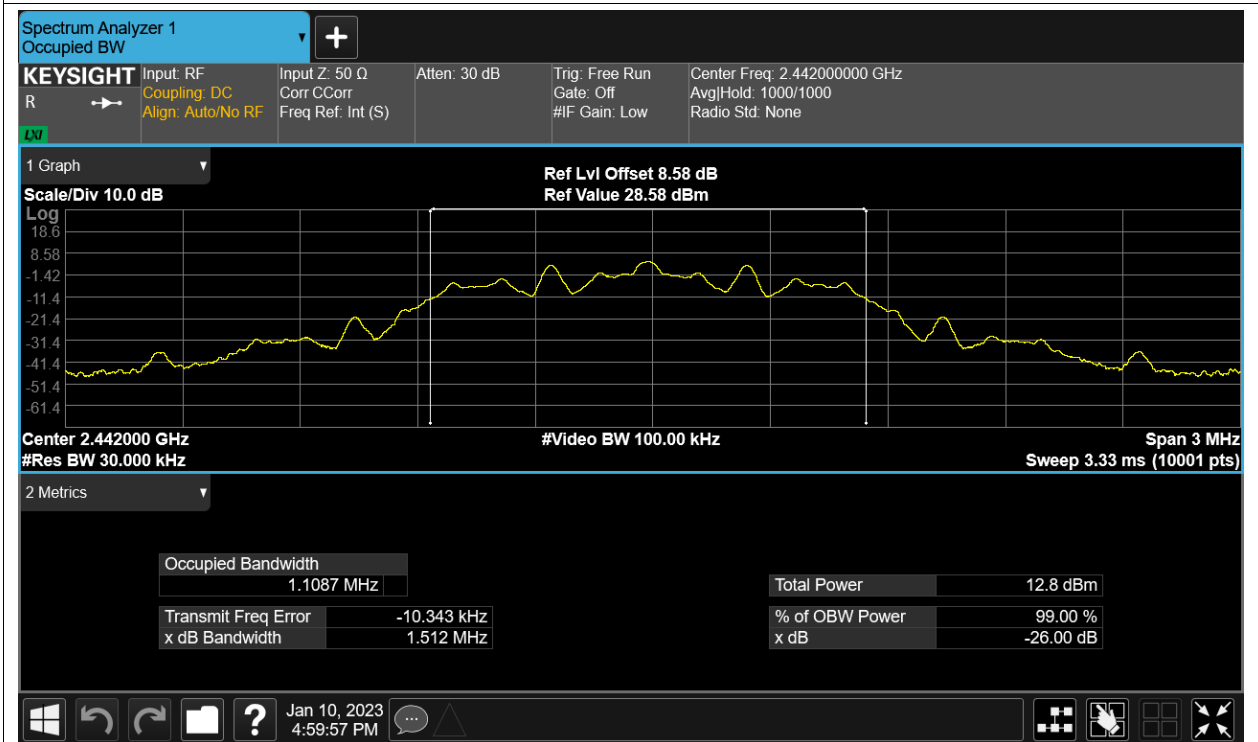 Spectrum Analyzer 1
Occupied BW
KEYSIGHT
R
LXI
Input: RF
Coupling: DC
Align: Auto/No RF
Input Z: 50 Ω
Corr CCorr
Freq Ref: Int (S)
Atten: 30 dB
Trig: Free Run
Gate: Off
#IF Gain: Low
Center Freq: 2.442000000 GHz
Avg|Hold: 1000/1000
Radio Std: None
1 Graph
Scale/Div 10.0 dB
Ref Lvl Offset 8.58 dB
Ref Value 28.58 dBm
Log
18.6
8.58
-1.42
-11.4
-21.4
-31.4
-41.4
-51.4
-61.4
Center 2.442000 GHz
#Video BW 100.00 kHz
Span 3 MHz
#Res BW 30.000 kHz
Sweep 3.33 ms (10001 pts)
2 Metrics
Occupied Bandwidth
1.1087 MHz
Total Power 12.8 dBm
Transmit Freq Error -10.343 kHz
% of OBW Power 99.00 %
x dB Bandwidth 1.512 MHz
x dB -26.00 dB
?
Jan 10, 2023
4:59:57 PM